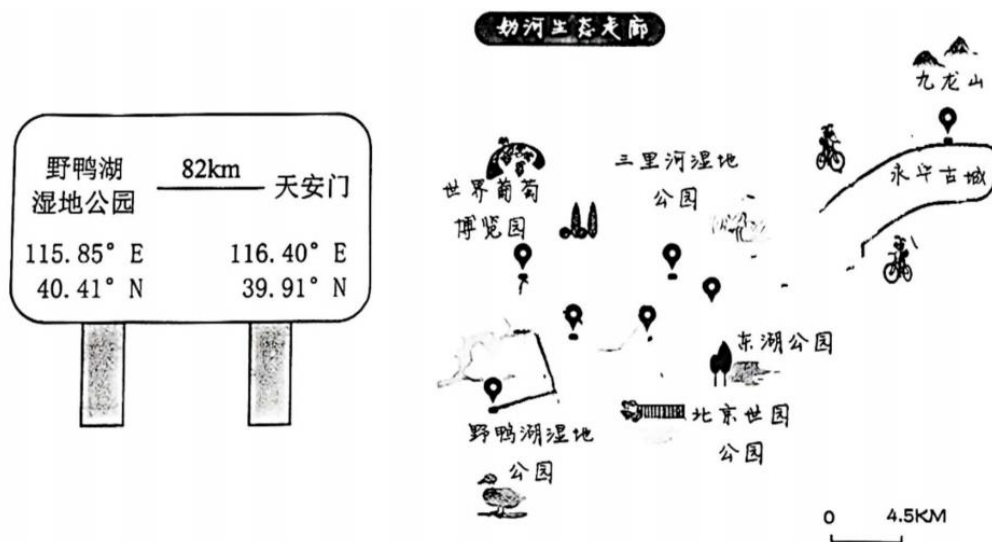 妫河生态走廊
九龙山
永宁古城
三里河湿地
公园
世界葡萄
博览园
东湖公园
北京世园
公园
野鸭湖湿地
公园
0 4.5KM
野鸭湖
湿地公园
82km
天安门
115.85° E 116.40° E
40.41° N 39.91° N